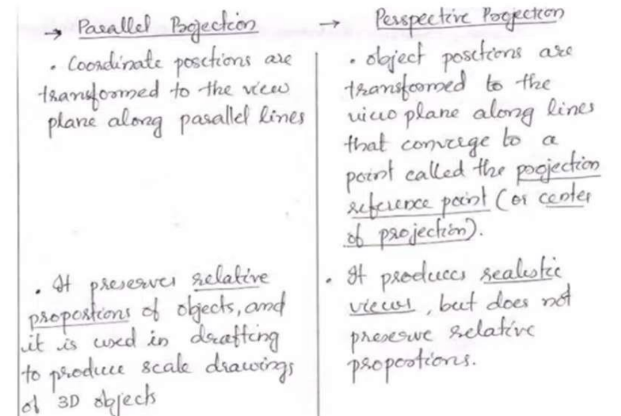 → Parallel Projection
• Coordinate positions are
transformed to the view
plane along parallel lines
• It preserves relative
proportions of objects, and
it is used in drafting
to produce scale drawings
of 3D objects
→ Perspective Projection
• object positions are
transformed to the
view plane along lines
that converge to a
point called the projection
reference point (or center
of projection).
• It produces realistic
views, but does not
preserve relative
proportions.